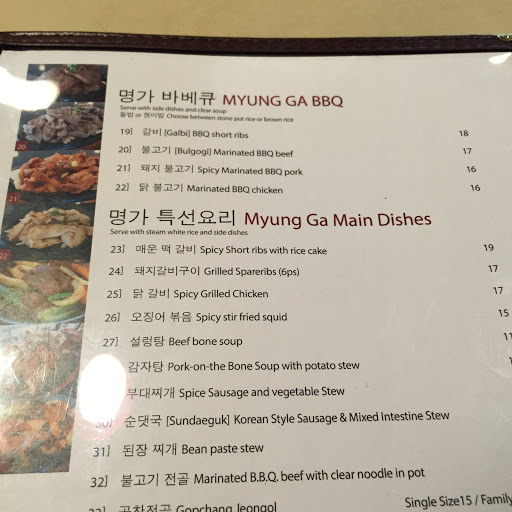 명가 바베큐 MYUNG GA BBQ
Serve with side dishes and clear soup
돌밥 or 현미밥 Choose between stone pot rice or brown rice
19] 갈비 [Galbi] BBQ short ribs 18
20] 불고기 [Bulgogi] Marinated BBQ beef 17
21] 돼지 불고기 Spicy Marinated BBQ pork 16
22] 닭 불고기 Marinated BBQ chicken 16
명가 특선요리 Myung Ga Main Dishes
Serve with steam white rice and side dishes
23] 매운 떡 갈비 Spicy Short ribs with rice cake 19
24] 돼지갈비구이 Grilled Spareribs (6ps) 17
25] 닭 갈비 Spicy Grilled Chicken 17
26] 오징어 볶음 Spicy stir fried squid 15
27] 설렁탕 Beef bone soup
감자탕 Pork-on-the Bone Soup with potato stew
부대찌개 Spice Sausage and vegetable Stew
30] 순댓국 [Sundaeguk] Korean Style Sausage & Mixed Intestine Stew
31] 된장 찌개 Bean paste stew
32] 불고기 전골 Marinated B.B.Q. beef with clear noodle in pot
Single Size15 / Family
33] 곱창전골 Gopchang Jeongol
20
21